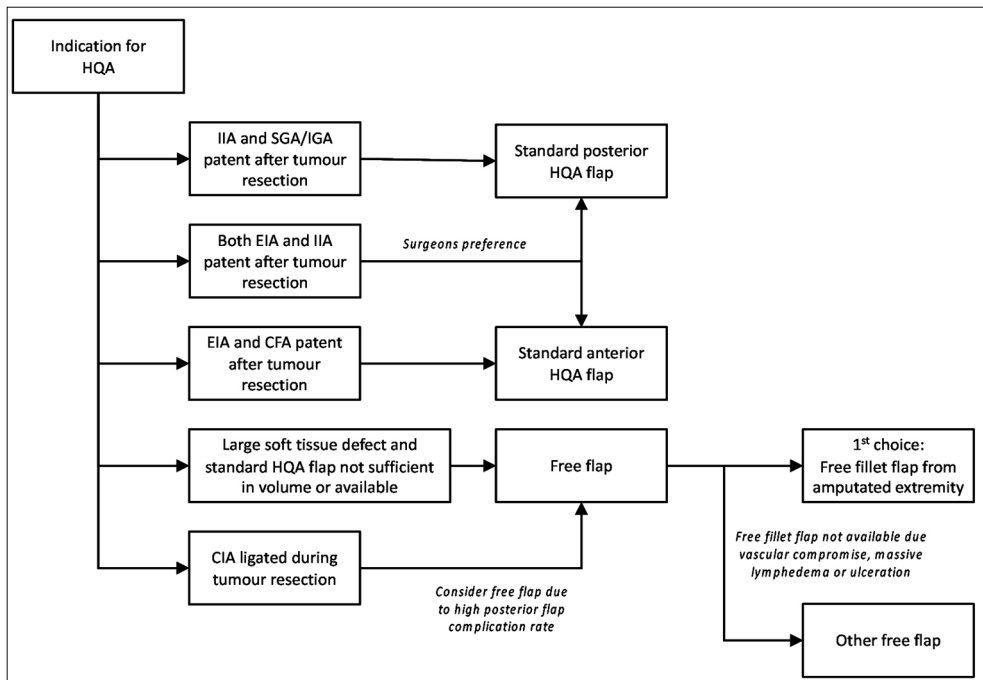 Indication for
HQA
IIA and SGA/IGA
patent after tumour
resection
Standard posterior
HQA flap
Both EIA and IIA
patent after tumour
resection
Surgeons preference
EIA and CFA patent
after tumour
resection
Standard anterior
HQA flap
Large soft tissue defect and
standard HQA flap not sufficient
in volume or available
Free flap
1st choice:
Free fillet flap from
amputated extremity
Free fillet flap not available due
vascular compromise, massive
lymphedema or ulceration
CIA ligated during
tumour resection
Consider free flap due
to high posterior flap
complication rate
Other free flap